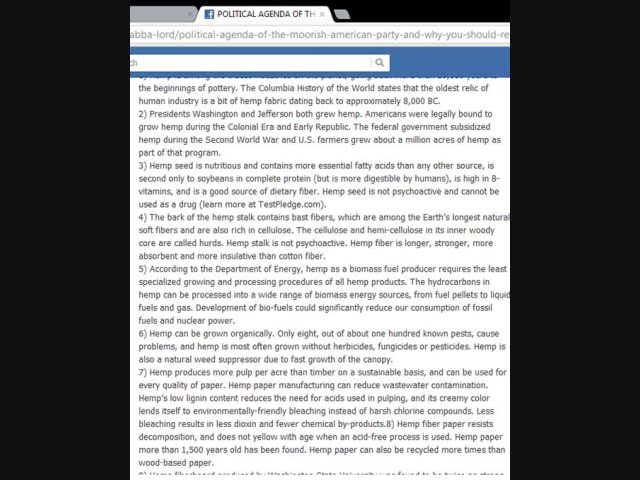 POLITICAL AGENDA OF TH ×
abba-lord/political-agenda-of-the-moorish-american-party-and-why-you-should-re
ch
the beginnings of pottery. The Columbia History of the World states that the oldest relic of
human industry is a bit of hemp fabric dating back to approximately 8,000 BC.
2) Presidents Washington and Jefferson both grew hemp. Americans were legally bound to
grow hemp during the Colonial Era and Early Republic. The federal government subsidized
hemp during the Second World War and U.S. farmers grew about a million acres of hemp as
part of that program.
3) Hemp seed is nutritious and contains more essential fatty acids than any other source, is
second only to soybeans in complete protein (but is more digestible by humans), is high in B-
vitamins, and is a good source of dietary fiber. Hemp seed is not psychoactive and cannot be
used as a drug (learn more at TestPledge.com).
4) The bark of the hemp stalk contains bast fibers, which are among the Earth's longest natural
soft fibers and are also rich in cellulose. The cellulose and hemi-cellulose in its inner woody
core are called hurds. Hemp stalk is not psychoactive. Hemp fiber is longer, stronger, more
absorbent and more insulative than cotton fiber.
5) According to the Department of Energy, hemp as a biomass fuel producer requires the least
specialized growing and processing procedures of all hemp products. The hydrocarbons in
hemp can be processed into a wide range of biomass energy sources, from fuel pellets to liquid
fuels and gas. Development of bio-fuels could significantly reduce our consumption of fossil
fuels and nuclear power.
6) Hemp can be grown organically. Only eight, out of about one hundred known pests, cause
problems, and hemp is most often grown without herbicides, fungicides or pesticides. Hemp is
also a natural weed suppressor due to fast growth of the canopy.
7) Hemp produces more pulp per acre than timber on a sustainable basis, and can be used for
every quality of paper. Hemp paper manufacturing can reduce wastewater contamination.
Hemp's low lignin content reduces the need for acids used in pulping, and its creamy color
lends itself to environmentally-friendly bleaching instead of harsh chlorine compounds. Less
bleaching results in less dioxin and fewer chemical by-products.8) Hemp fiber paper resists
decomposition, and does not yellow with age when an acid-free process is used. Hemp paper
more than 1,500 years old has been found. Hemp paper can also be recycled more times than
wood-based paper.